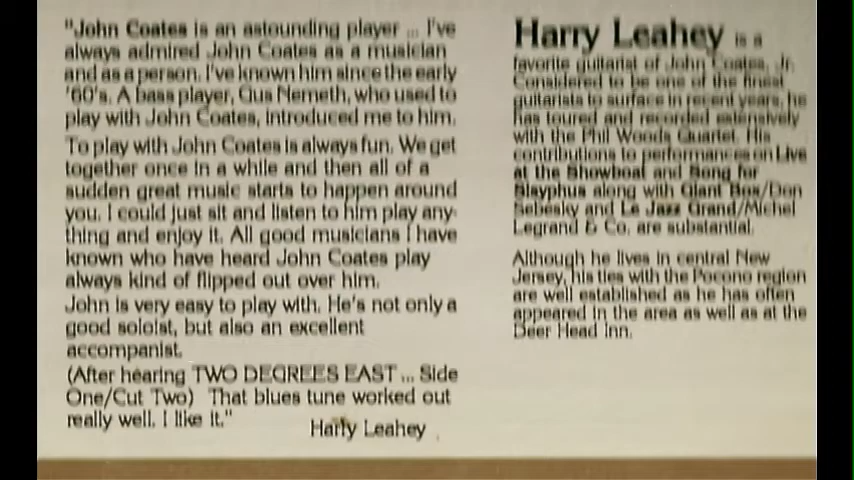 "John Coates is an astounding player ... I've
always admired John Coates as a musician
and as a person. I've known him since the early
'60's. A bass player, Gus Nemeth, who used to
play with John Coates, introduced me to him.
To play with John Coates is always fun. We get
together once in a while and then all of a
sudden great music starts to happen around
you. I could just sit and listen to him play any-
thing and enjoy it. All good musicians I have
known who have heard John Coates play
always kind of flipped out over him.
John is very easy to play with. He's not only a
good soloist, but also an excellent
accompanist.
(After hearing TWO DEGREES EAST ... Side
One/Cut Two) That blues tune worked out
really well. I like it."
Harry Leahey
Harry Leahey is a
favorite guitarist of John Coates, Jr.
Considered to be one of the finest
guitarists to surface in recent years, he
has toured and recorded extensively
with the Phil Woods Quartet. His
contributions to performances on Live
at the Showboat and Song for
Sisyphus along with Giant Box/Don
Sebesky and Le Jazz Grand/Michel
Legrand & Co. are substantial.
Although he lives in central New
Jersey, his ties with the Pocono region
are well established as he has often
appeared in the area as well as at the
Deer Head Inn.